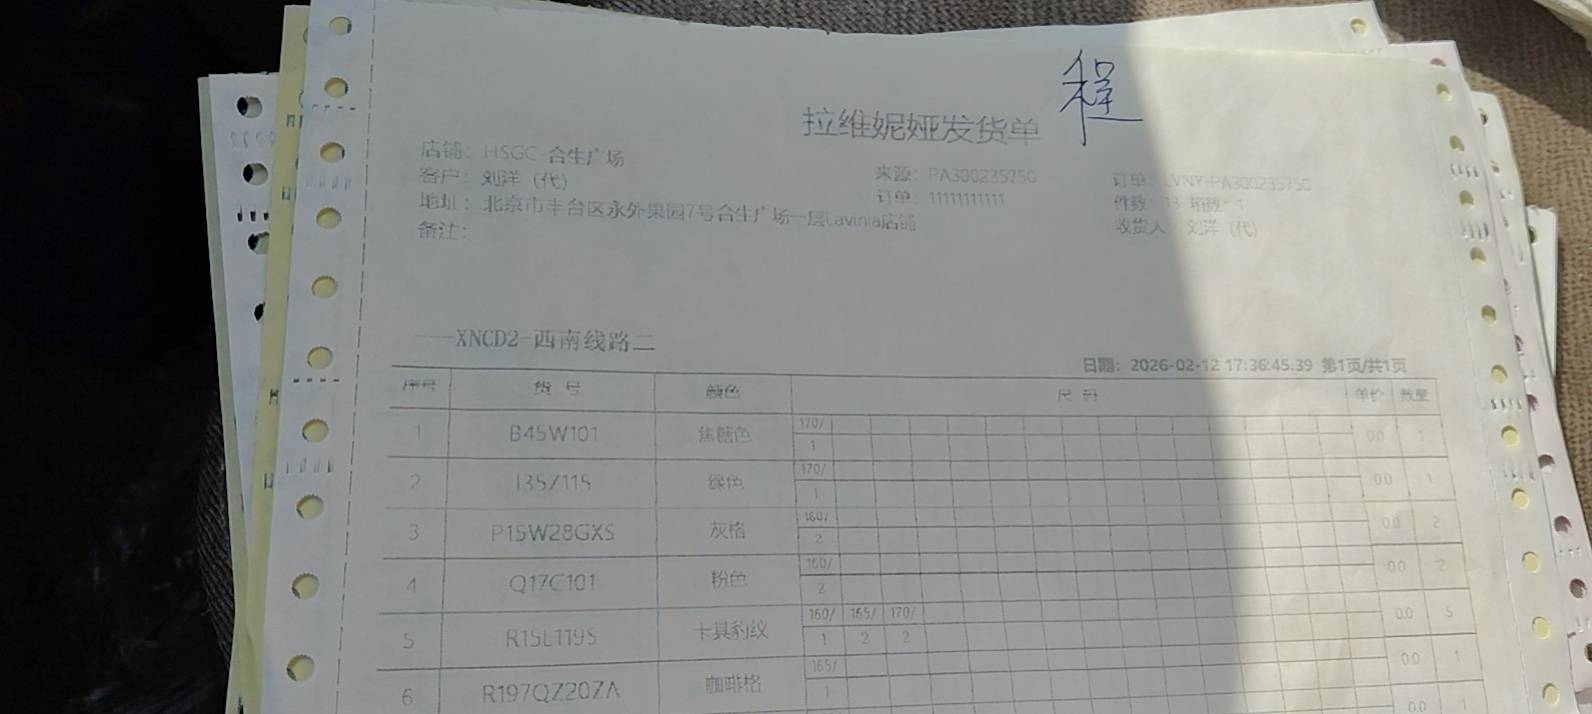 程
拉维妮娅发货单
店铺：HSGC-合生广场
客户：刘洋（代）
来源：PA300235750
订单：LVNY-PA300235750
地址：北京市丰台区永外果园7号合生广场一层Lavinia店铺
订单：11111111111
件数：13 箱数：1
备注：
收货人：刘洋（代）
——XNCD2-西南线路二
日期：2026-02-12 17:36:45.39 第1页/共1页
序号 货 号 颜色 尺 码 单价 数量
170/
1 B45W101 焦糖色 0.0 1
1
170/
2 I35Z115 绿色 0.0 1
1
160/
3 P15W28GXS 灰格 0.0 2
2
160/
4 Q17C101 粉色 0.0 2
2
160/ 165/ 170/
5 R15L119S 卡其豹纹 0.0 5
1 2 2
165/
6 R197QZ207A 咖啡格 0.0 1
1
0.0 1